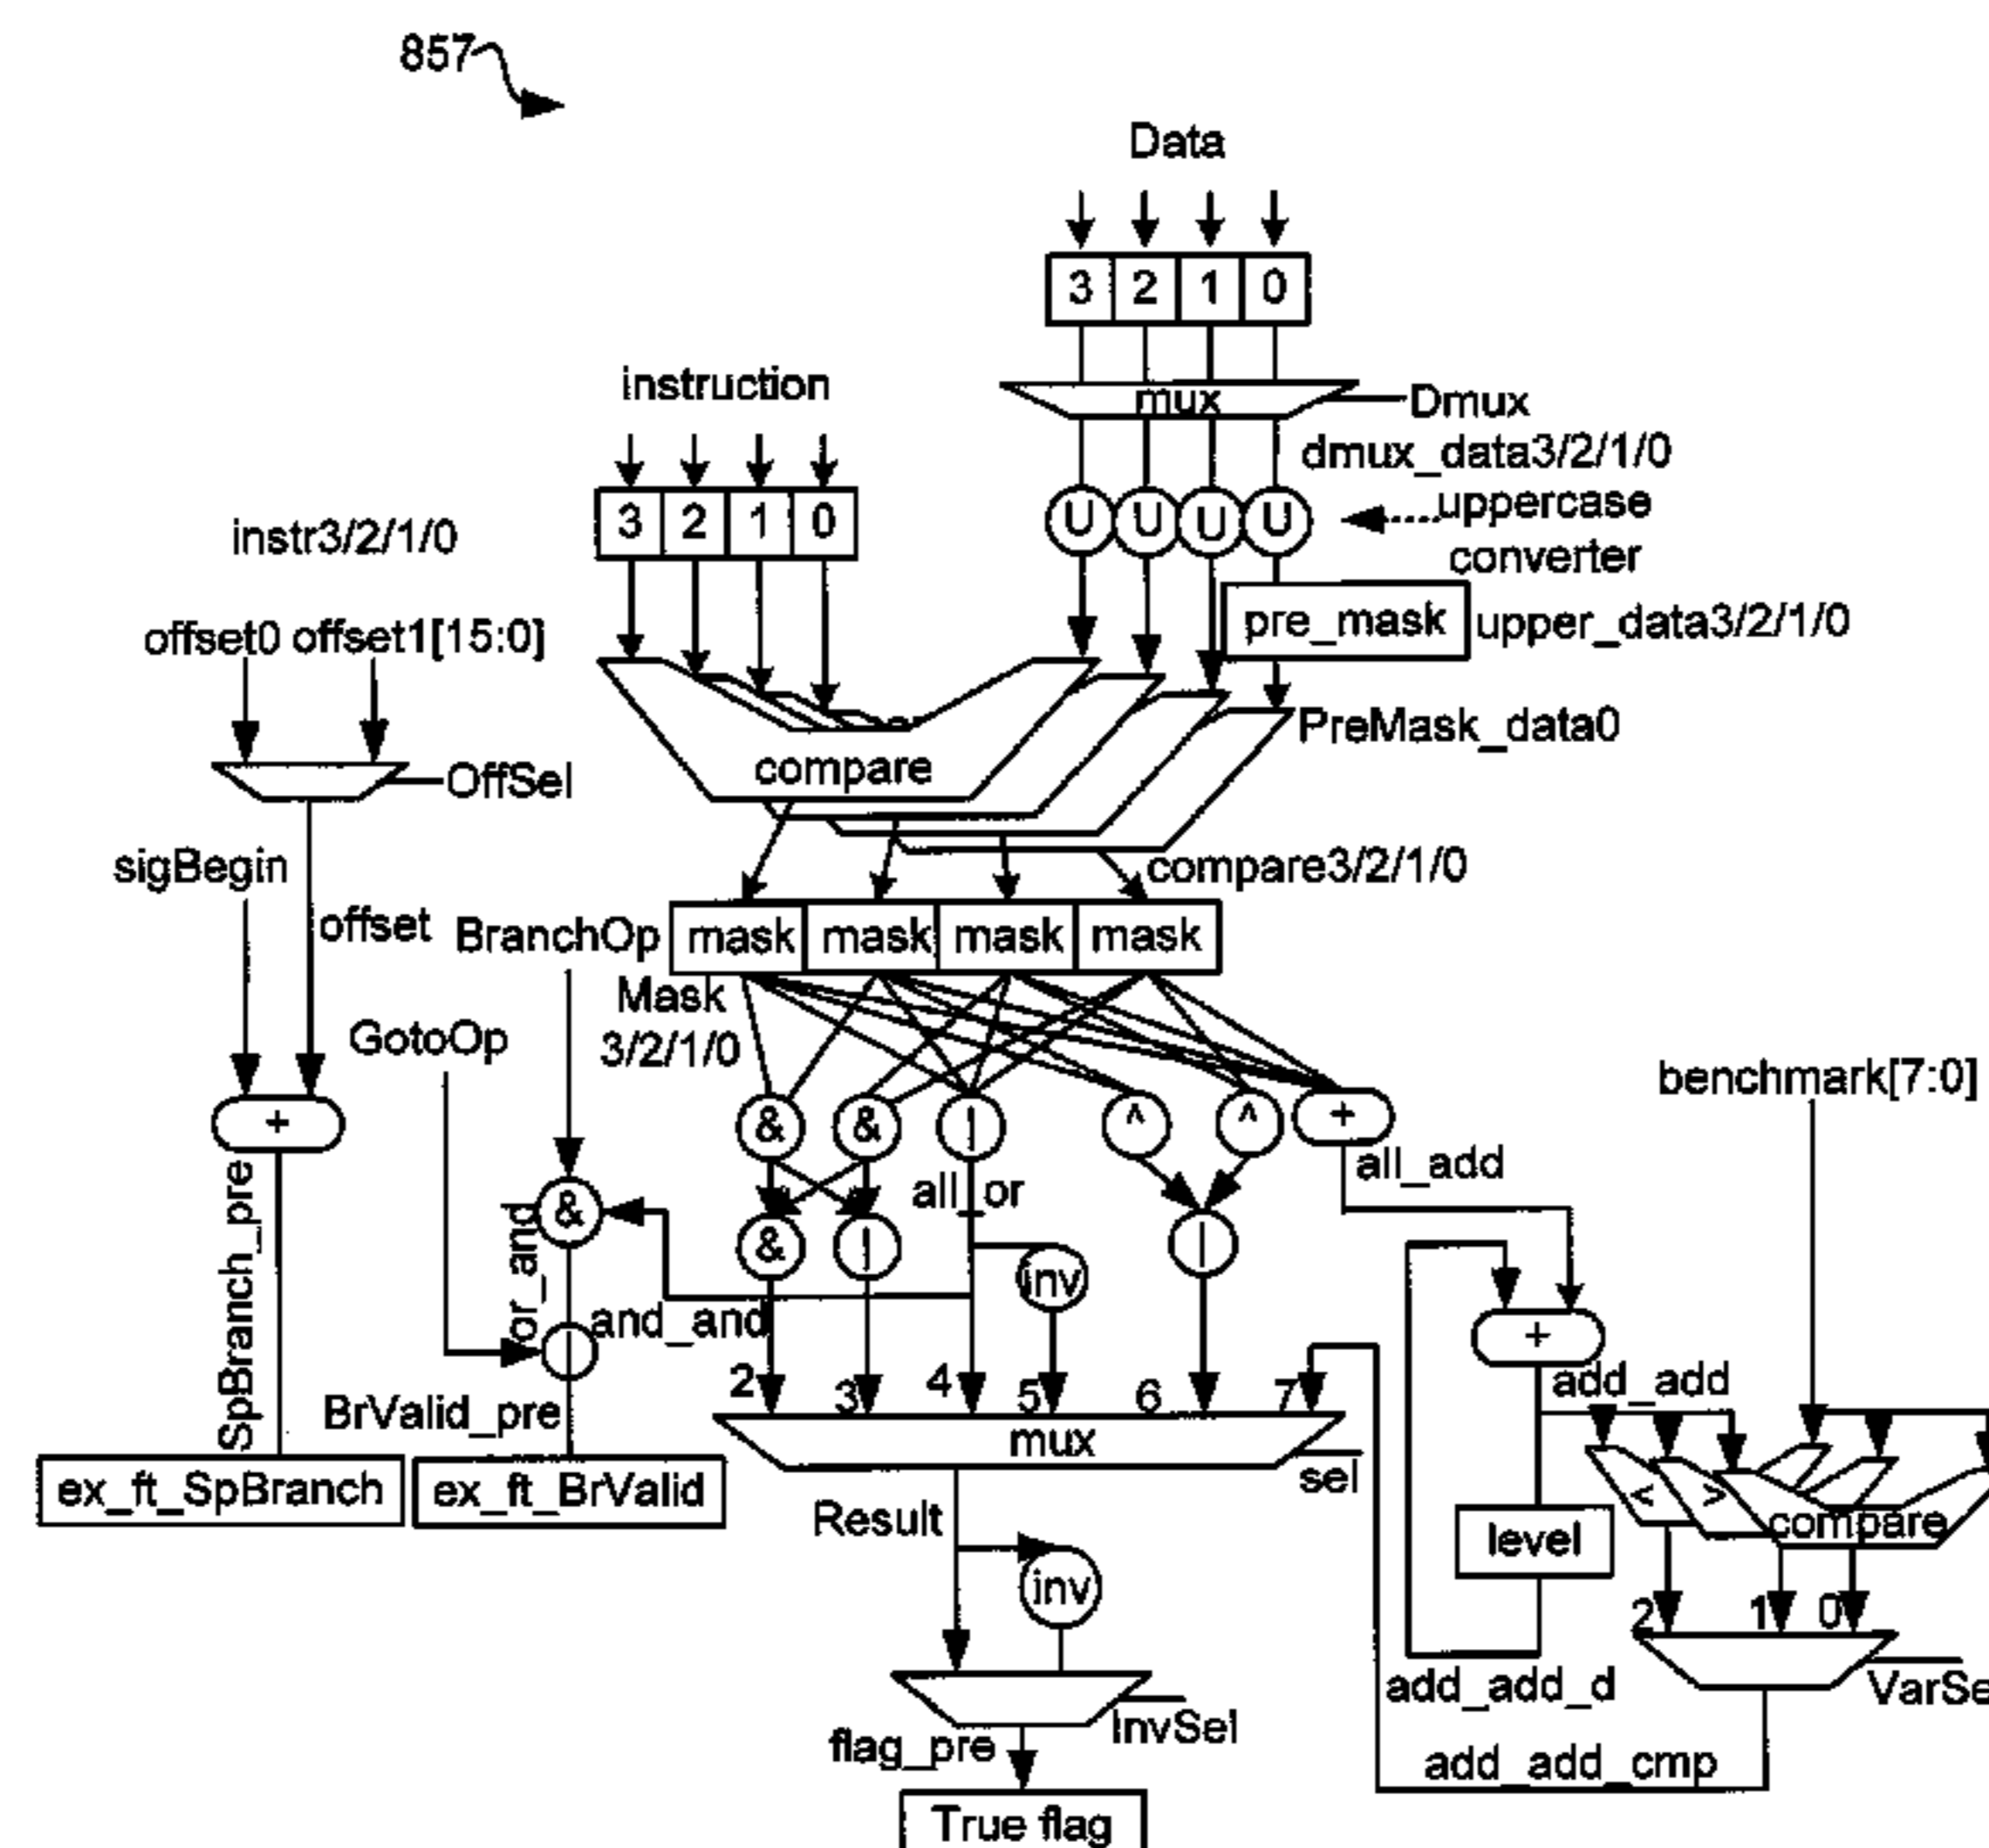 857
Data
3 2 1 0
instruction
mux
Dmux
dmux_data3/2/1/0
3 2 1 0
U U U U
uppercase
converter
instr3/2/1/0
offset0 offset1[15:0]
pre_mask
upper_data3/2/1/0
PreMask_data0
compare
OffSel
sigBegin
compare3/2/1/0
offset
BranchOp
mask mask mask mask
Mask
3/2/1/0
GotoOp
benchmark[7:0]
+
& & | ^ ^ +
all_add
SpBranch_pre
&
or_and
all_or
& | |
inv
and_and
+
add_add
2 3 4 5 6 7
BrValid_pre
mux
sel
ex_ft_SpBranch
ex_ft_BrValid
< >
compare
Result
level
inv
2 1 0
add_add_d
VarSe
InvSel
flag_pre
add_add_cmp
True flag